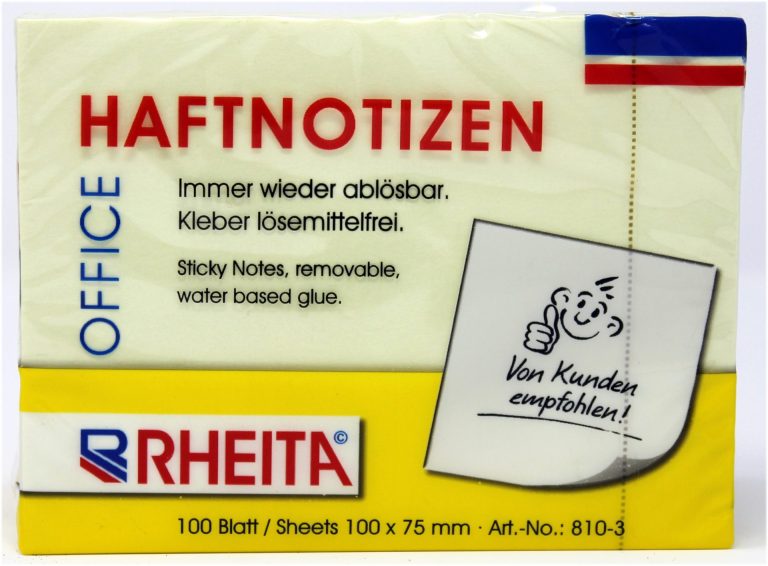 HAFTNOTIZEN
OFFICE
Immer wieder ablösbar.
Kleber lösemittelfrei.
Sticky Notes, removable,
water based glue.
Von Kunden
empfohlen!
R RHEITA©
100 Blatt / Sheets 100 x 75 mm · Art.-No.: 810-3